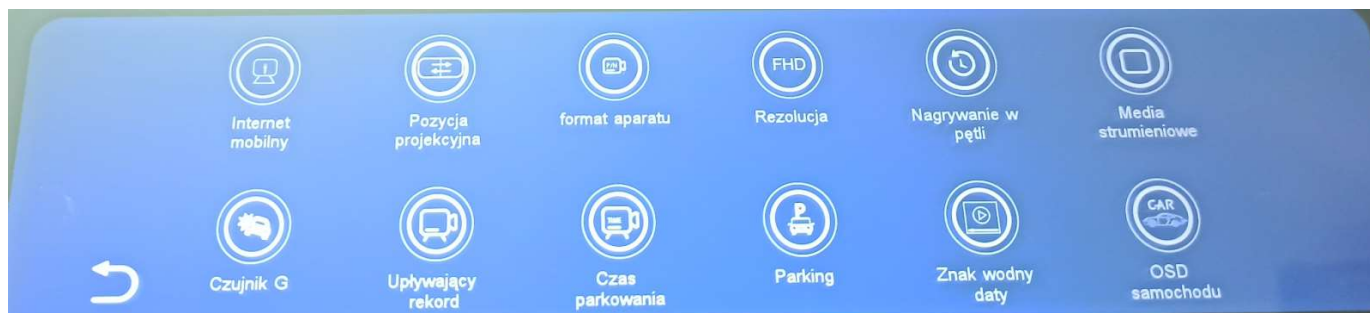 FHD
Internet
mobilny
Pozycja
projekcyjna
format aparatu
Rezolucja
Nagrywanie w
pętli
Media
strumieniowe
P
CAR
Czujnik G
Upływający
rekord
Czas
parkowania
Parking
Znak wodny
daty
OSD
samochodu